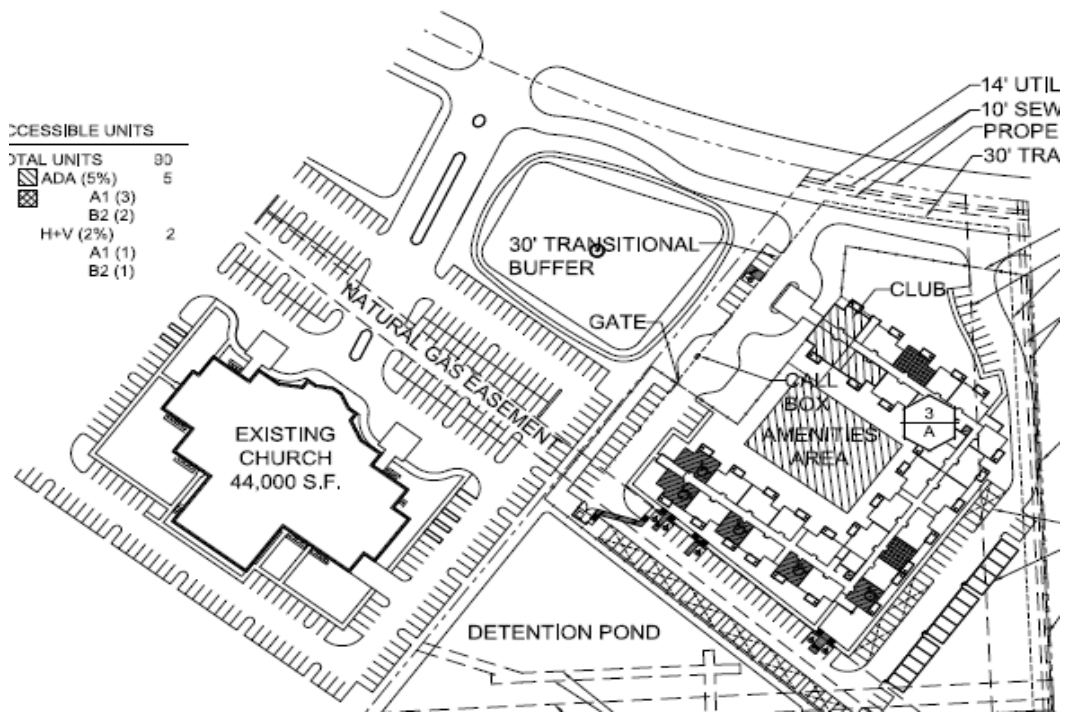 CCESSIBLE UNITS
OTAL UNITS 90
ADA (5%) 5
A1 (3)
B2 (2)
H+V (2%) 2
A1 (1)
B2 (1)
14' UTIL
10' SEW
PROPE
30' TRA
30' TRANSITIONAL
BUFFER
CLUB
GATE
NATURAL GAS EASEMENT
CALL
BOX
3
A
AMENITIES
AREA
EXISTING
CHURCH
44,000 S.F.
DETENTION POND